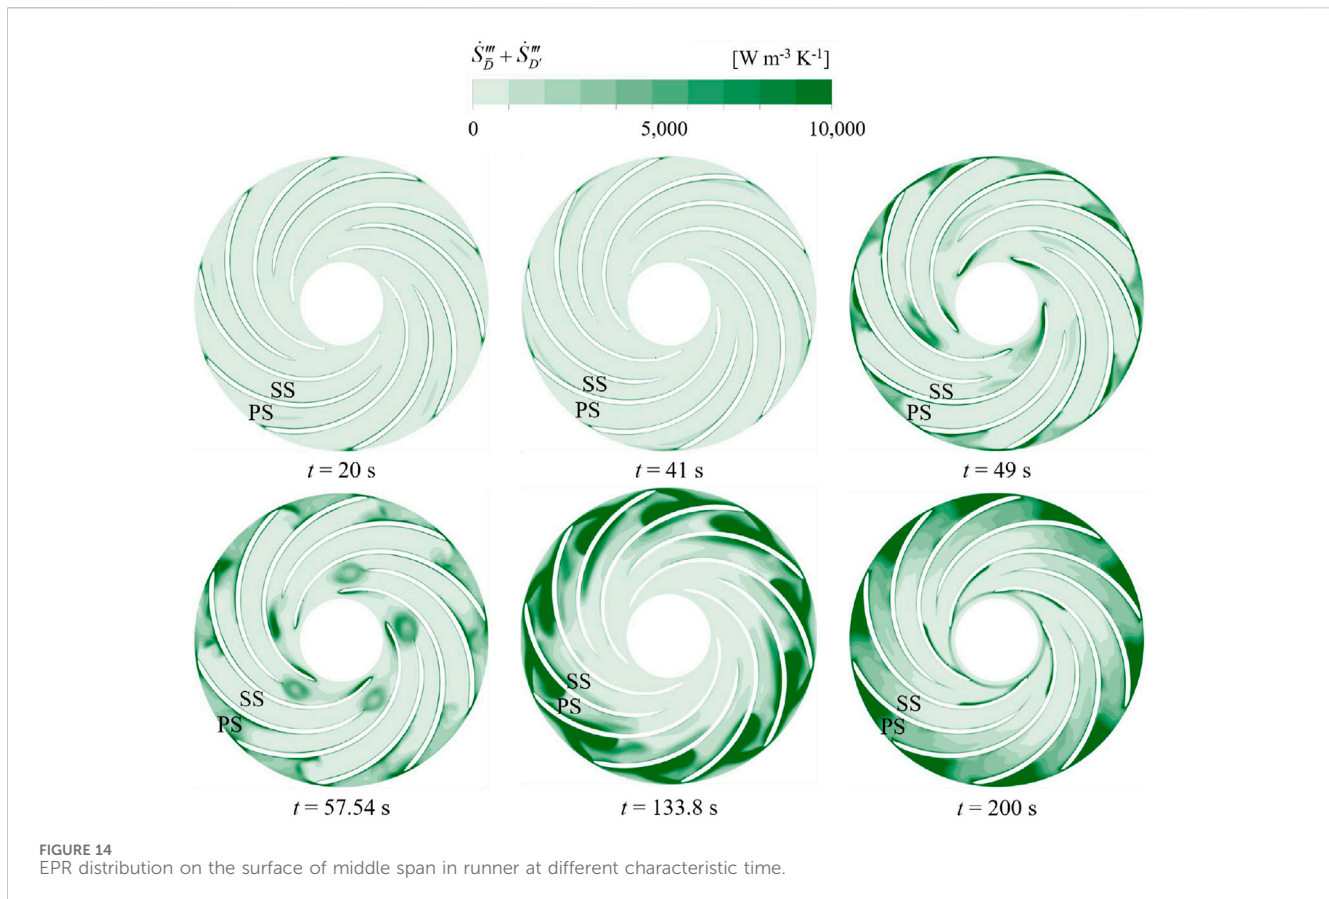 Ṡ‴_D̄ + Ṡ‴_D′ [W m⁻³ K⁻¹]
0 5,000 10,000
SS
PS
SS
PS
SS
PS
t = 20 s t = 41 s t = 49 s
SS
PS
SS
PS
SS
PS
t = 57.54 s t = 133.8 s t = 200 s
FIGURE 14
EPR distribution on the surface of middle span in runner at different characteristic time.